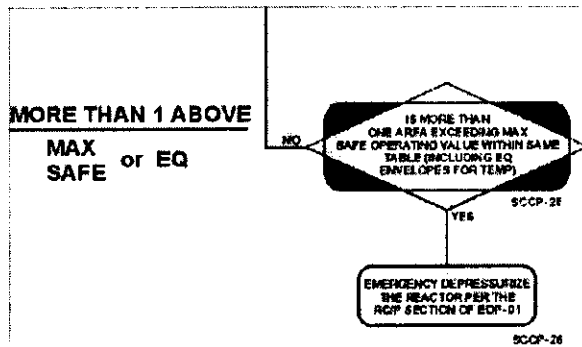 MORE THAN 1 ABOVE
MAX
SAFE or EQ
NO
IS MORE THAN
ONE AREA EXCEEDING MAX
SAFE OPERATING VALUE WITHIN SAME
TABLE (INCLUDING EQ
ENVELOPES FOR TEMP)
YES
EMERGENCY DEPRESSURIZE
THE REACTOR PER THE
RC/P SECTION OF EOP-01
SCCP-26